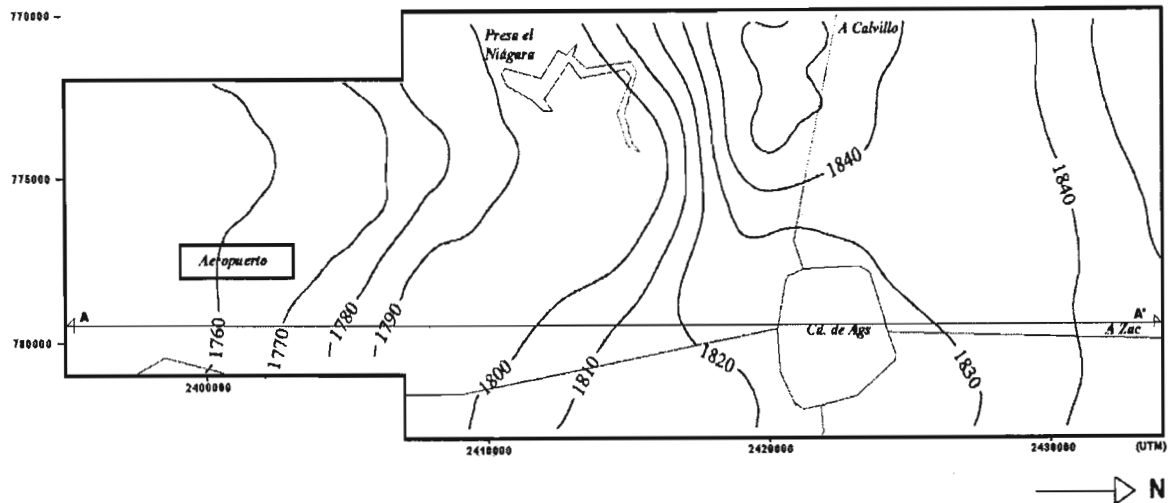 770000
Presa el
Niágara
A Calvillo
1840
1840
775000
Aeropuerto
A
A'
1760
1770
1780
1790
Cd. de Ags
A Zac
780000
1800
1810
1820
1830
2400000
2410000
2420000
2430000
(UTM)
N